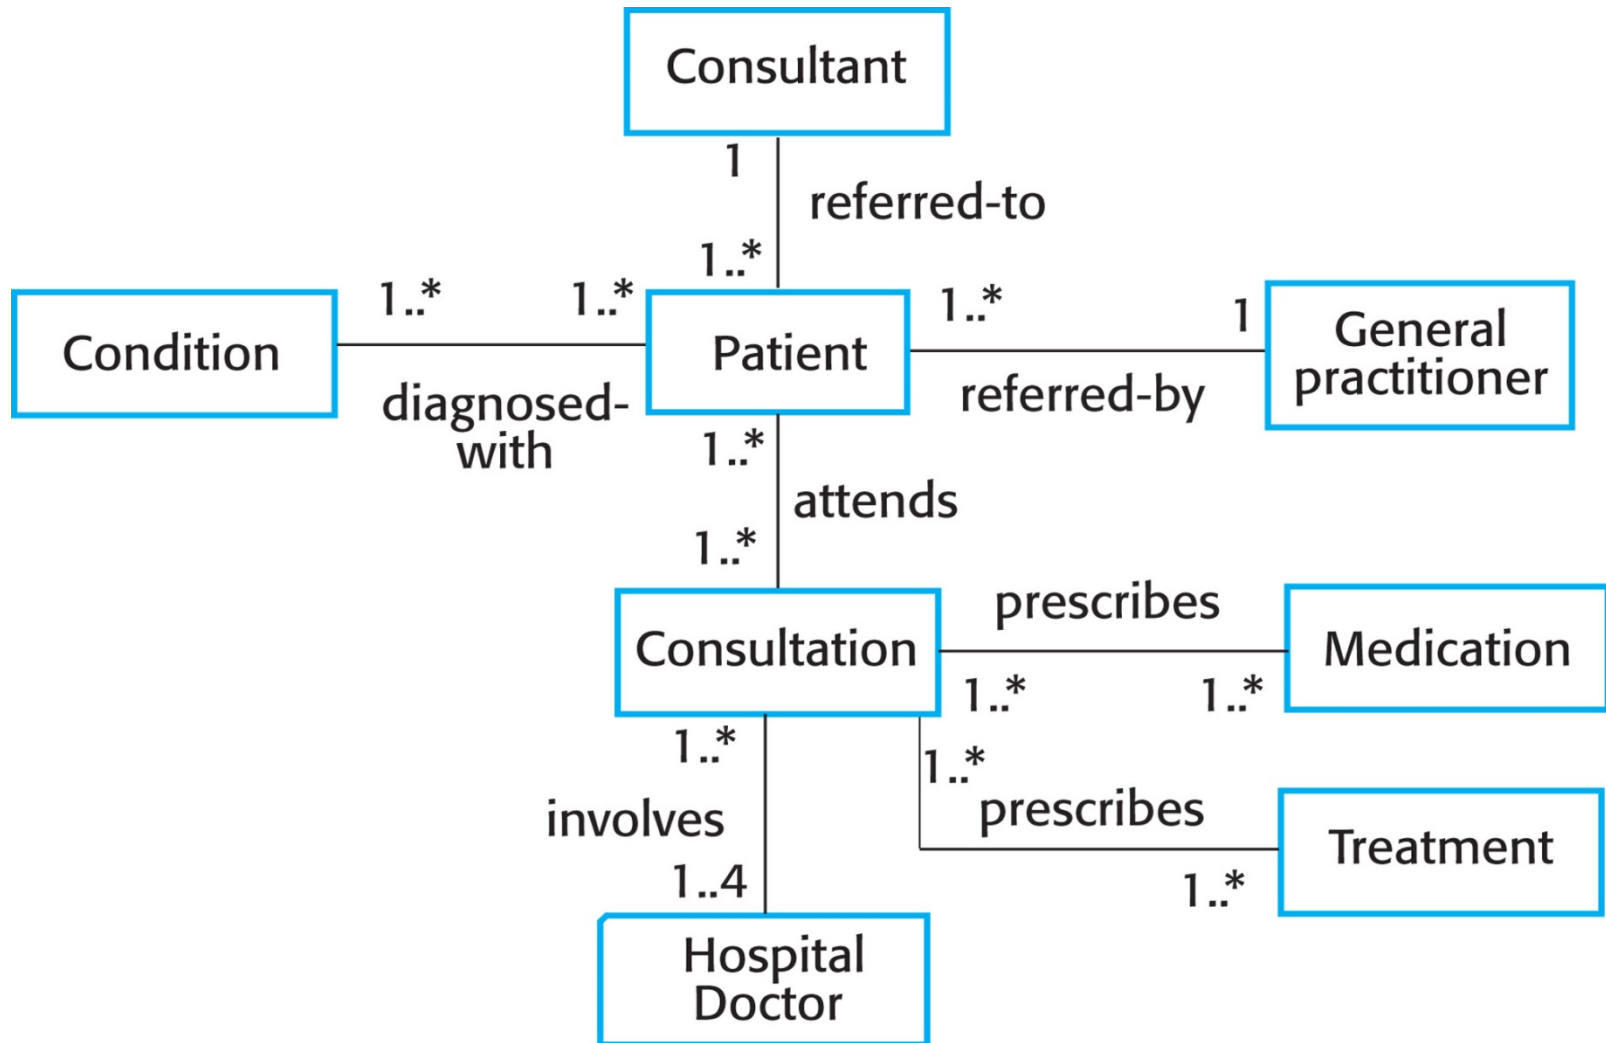 Consultant
1
referred-to
1..*
1..*
1..*
1..*
1
Condition
Patient
General
practitioner
diagnosed-
with
referred-by
1..*
attends
1..*
prescribes
Consultation
Medication
1..*
1..*
1..*
1..*
involves
prescribes
Treatment
1..4
1..*
Hospital
Doctor